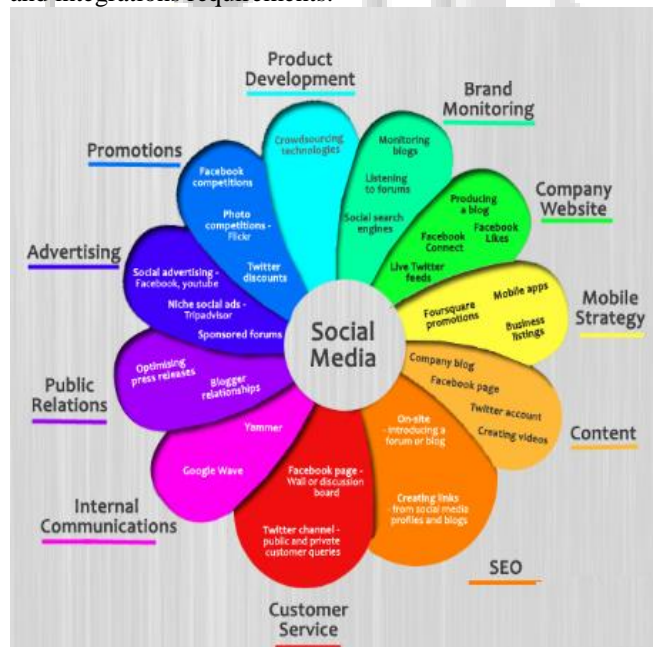 and integrations requirements.
Product
Development
Crowdsourcing
technologies
Brand
Monitoring
Monitoring
blogs
Listening
to forums
Social search
engines
Company
Website
Producing
a blog
Facebook
Likes
Facebook
Connect
Live Twitter
feeds
Mobile
Strategy
Mobile apps
Foursquare
promotions
Business
listings
Content
Company blog
Facebook page
Twitter account
Creating videos
SEO
On-site
- introducing a
forum or blog
Creating links
- from social media
profiles and blogs
Customer
Service
Facebook page -
Wall or discussion
board
Twitter channel -
public and private
customer queries
Internal
Communications
Yammer
Google Wave
Public
Relations
Optimising
press releases
Blogger
relationships
Advertising
Social advertising -
Facebook, youtube
Niche social ads -
Tripadvisor
Sponsored forums
Promotions
Facebook
competitions
Photo
competitions -
Flickr
Twitter
discounts
Social
Media